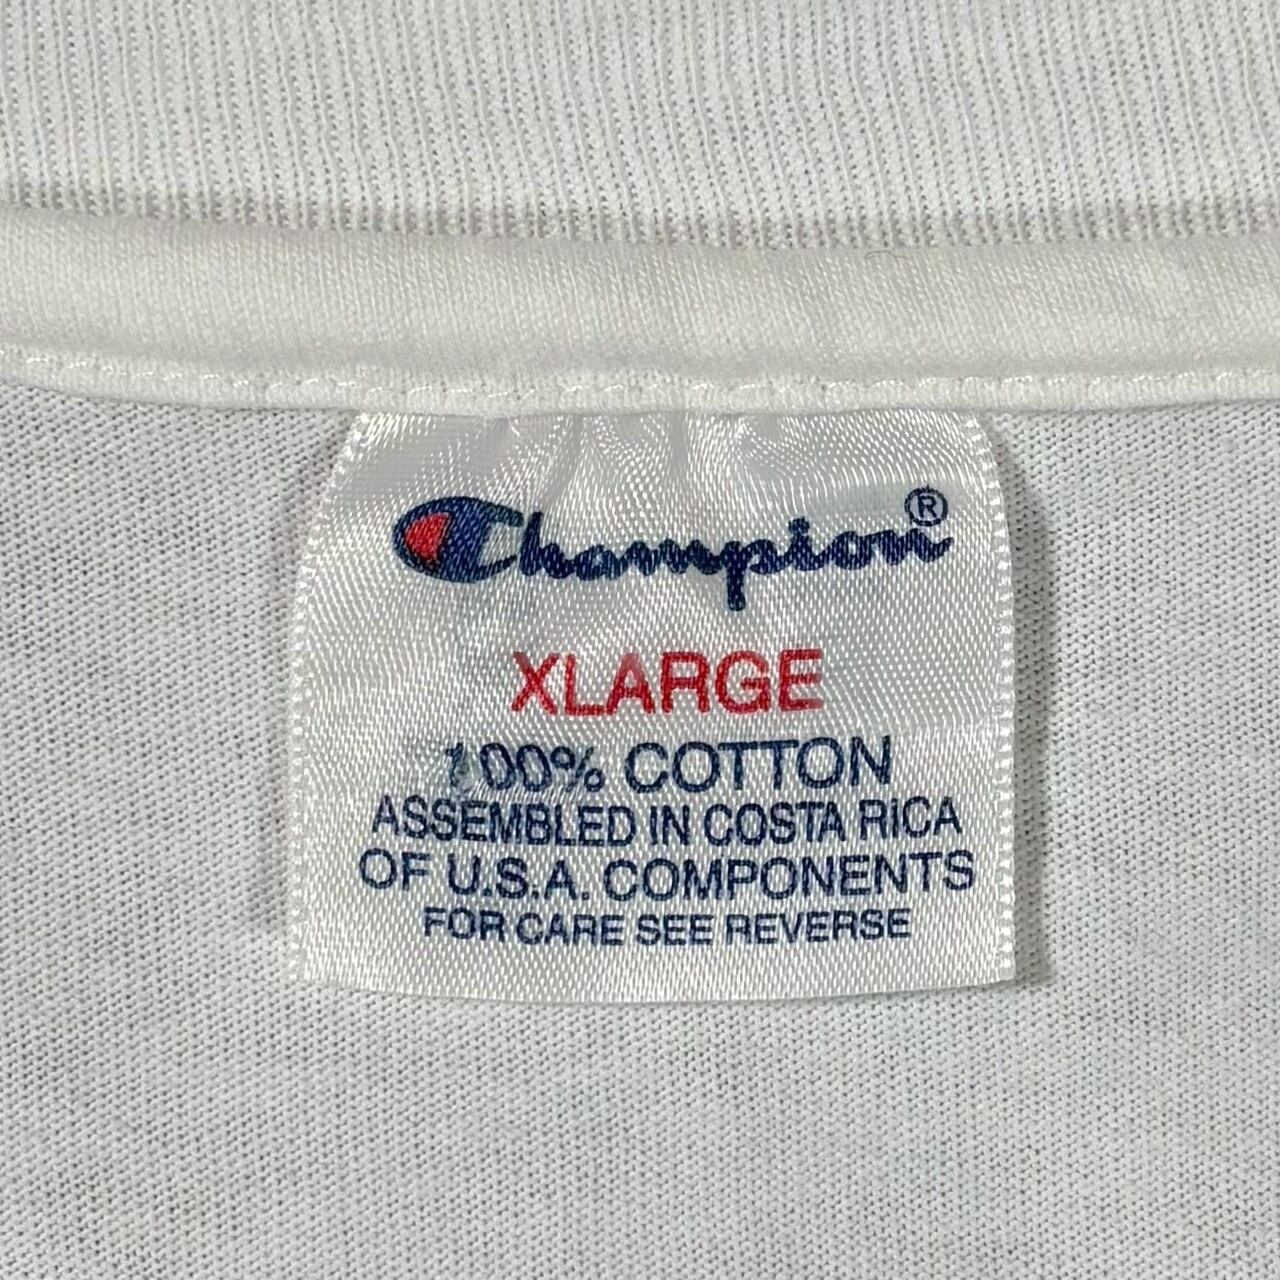 Champion®
XLARGE
100% COTTON
ASSEMBLED IN COSTA RICA
OF U.S.A. COMPONENTS
FOR CARE SEE REVERSE